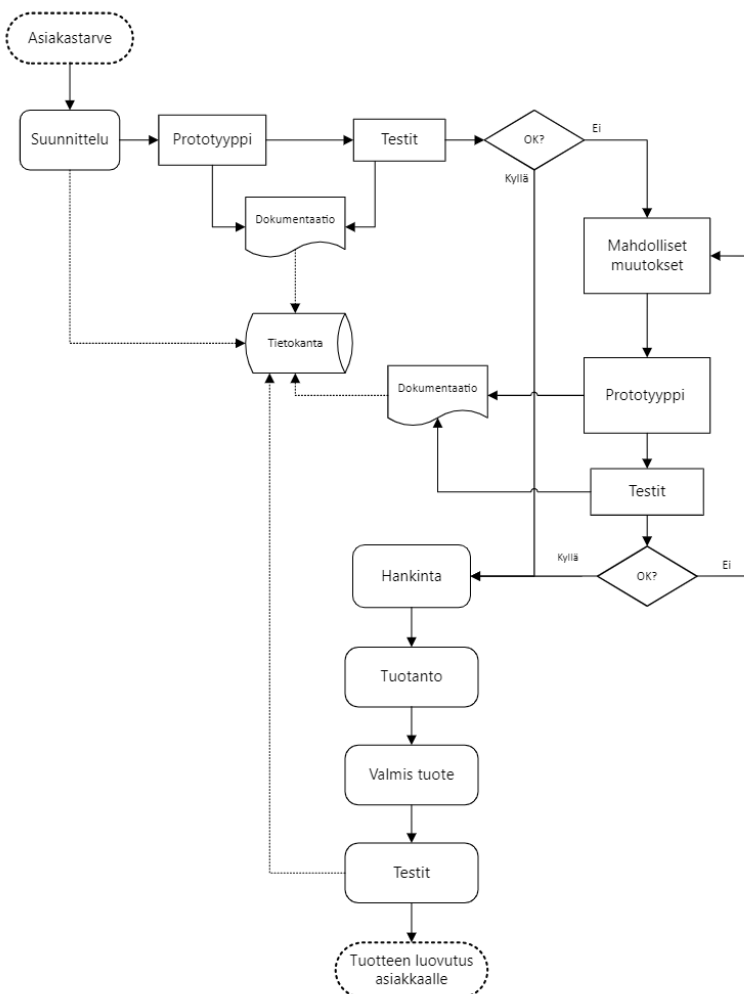 Asiakastarve
Suunnittelu
Prototyyppi
Testit
OK?
Ei
Kyllä
Dokumentaatio
Mahdolliset
muutokset
Tietokanta
Dokumentaatio
Prototyyppi
Testit
Kyllä
OK?
Ei
Hankinta
Tuotanto
Valmis tuote
Testit
Tuotteen luovutus
asiakkaalle